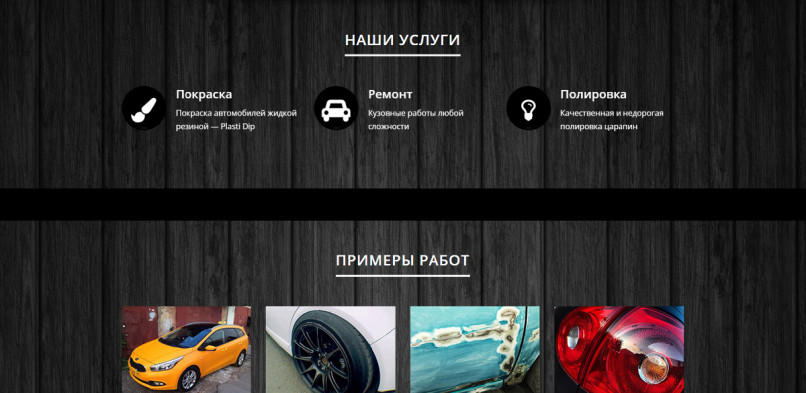 НАШИ УСЛУГИ
Покраска
Покраска автомобилей жидкой
резиной — Plasti Dip
Ремонт
Кузовные работы любой
сложности
Полировка
Качественная и недорогая
полировка царапин
ПРИМЕРЫ РАБОТ